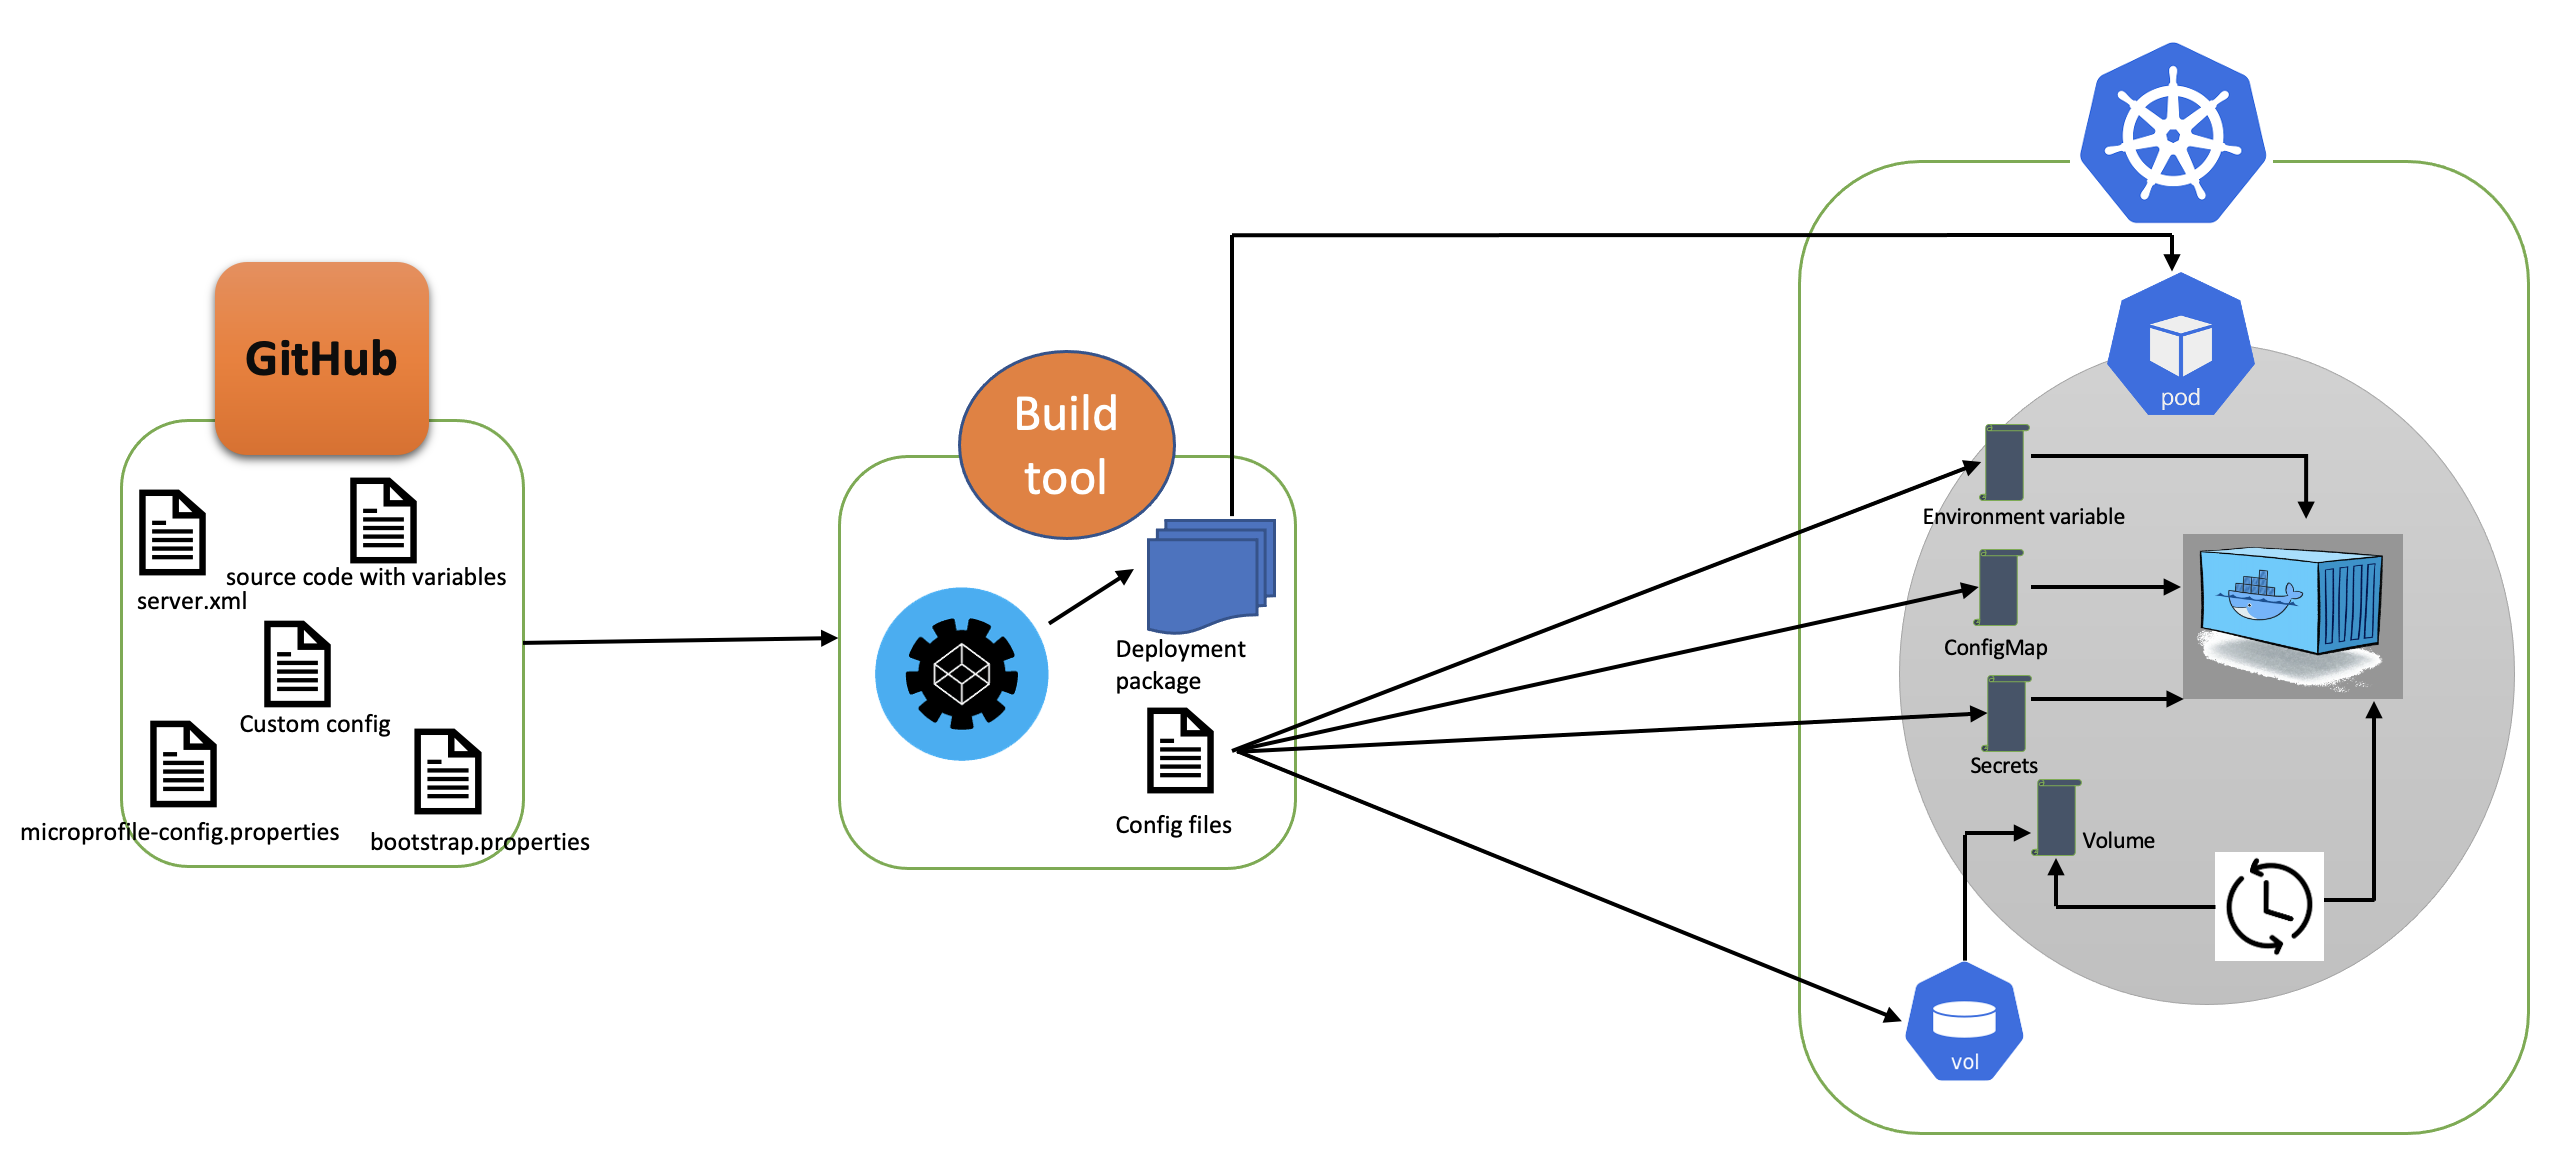 GitHub
source code with variables
server.xml
Custom config
microprofile-config.properties
bootstrap.properties
Build
tool
Deployment
package
Config files
pod
Environment variable
ConfigMap
Secrets
Volume
vol